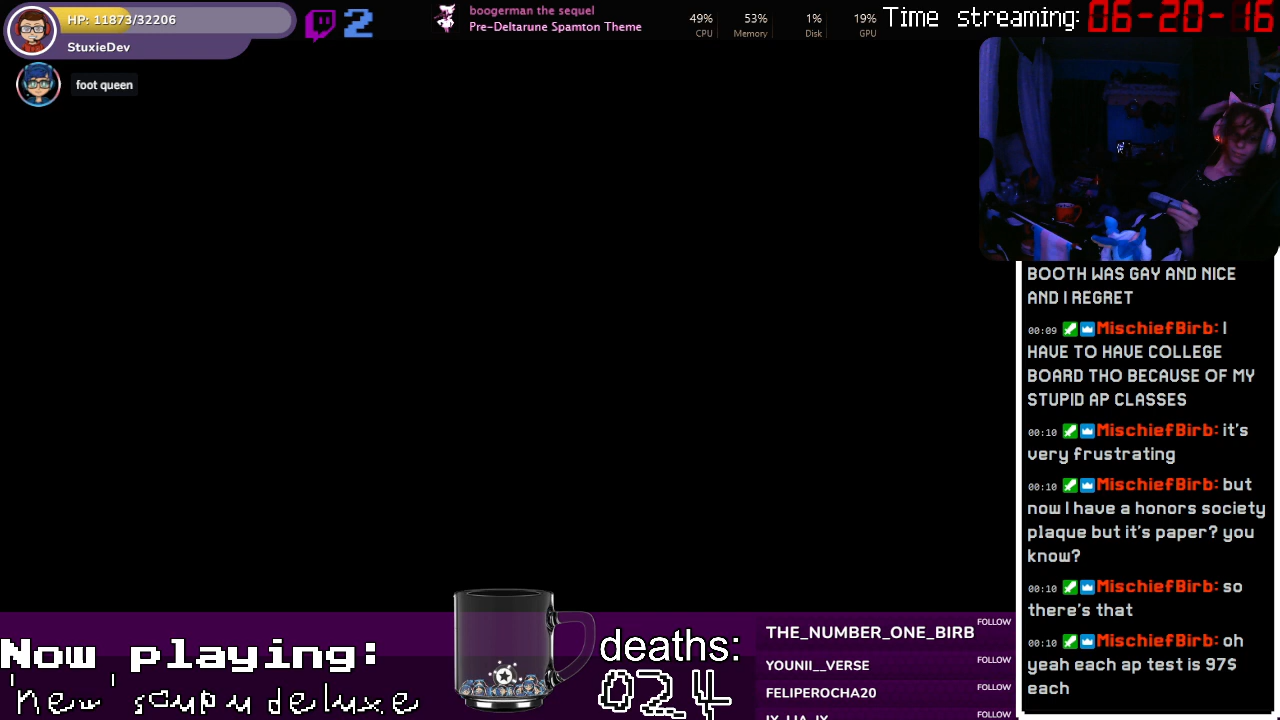 HP: 11873/32206
StuxieDev
2
boogerman the sequel
Pre-Deltarune Spamton Theme
49% 53% 1% 19%
CPU Memory Disk GPU
Time streaming: 06-20-16
foot queen
BOOTH WAS GAY AND NICE
AND I REGRET
00:09 MischiefBirb: I
HAVE TO HAVE COLLEGE
BOARD THO BECAUSE OF MY
STUPID AP CLASSES
00:10 MischiefBirb: it's
very frustrating
00:10 MischiefBirb: but
now I have a honors society
plaque but it's paper? you
know?
00:10 MischiefBirb: so
there's that
00:10 MischiefBirb: oh
yeah each ap test is 97$
each
Now playing:
'new' soup u deluxe
deaths:
024
THE_NUMBER_ONE_BIRB FOLLOW
YOUNII__VERSE FOLLOW
FELIPEROCHA20 FOLLOW
FOLLOW